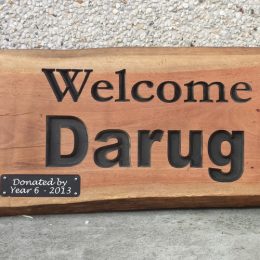 Welcome
Darug
Donated by
Year 6 - 2013